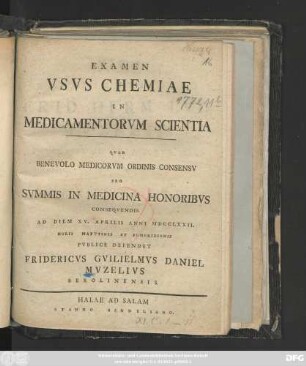 EXAMEN
VSVS CHEMIAE
IN
MEDICAMENTORVM SCIENTIA
QVAM
BENEVOLO MEDICORVM ORDINIS CONSENSV
PRO
SVMMIS IN MEDICINA HONORIBVS
CONSEQVENDIS
AD DIEM XV. APRILIS ANNI MDCCLXXII.
HORIS MATVTINIS ET POMERIDIANIS
PVBLICE DEFENDET
FRIDERICVS GVILIELMVS DANIEL
MVZELIVS
BEROLINENSIS
HALAE AD SALAM